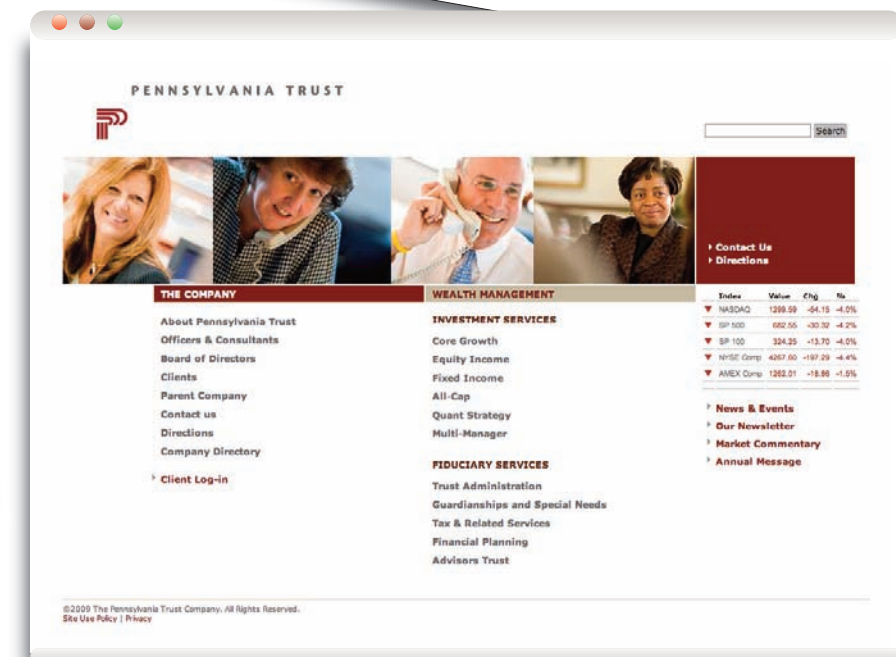 PENNSYLVANIA TRUST
Search
Contact Us
Directions
THE COMPANY
About Pennsylvania Trust
Officers & Consultants
Board of Directors
Clients
Parent Company
Contact us
Directions
Company Directory
Client Log-in
WEALTH MANAGEMENT
INVESTMENT SERVICES
Core Growth
Equity Income
Fixed Income
All-Cap
Quant Strategy
Multi-Manager
FIDUCIARY SERVICES
Trust Administration
Guardianships and Special Needs
Tax & Related Services
Financial Planning
Advisors Trust
Index Value Chg %
NASDAQ 1299.59 -54.15 -4.0%
SP 500 682.55 -30.32 -4.2%
SP 100 324.25 -13.70 -4.0%
NYSE Comp 4267.60 -197.29 -4.4%
AMEX Comp 1262.01 -18.86 -1.5%
News & Events
Our Newsletter
Market Commentary
Annual Message
©2009 The Pennsylvania Trust Company. All Rights Reserved.
Site Use Policy | Privacy